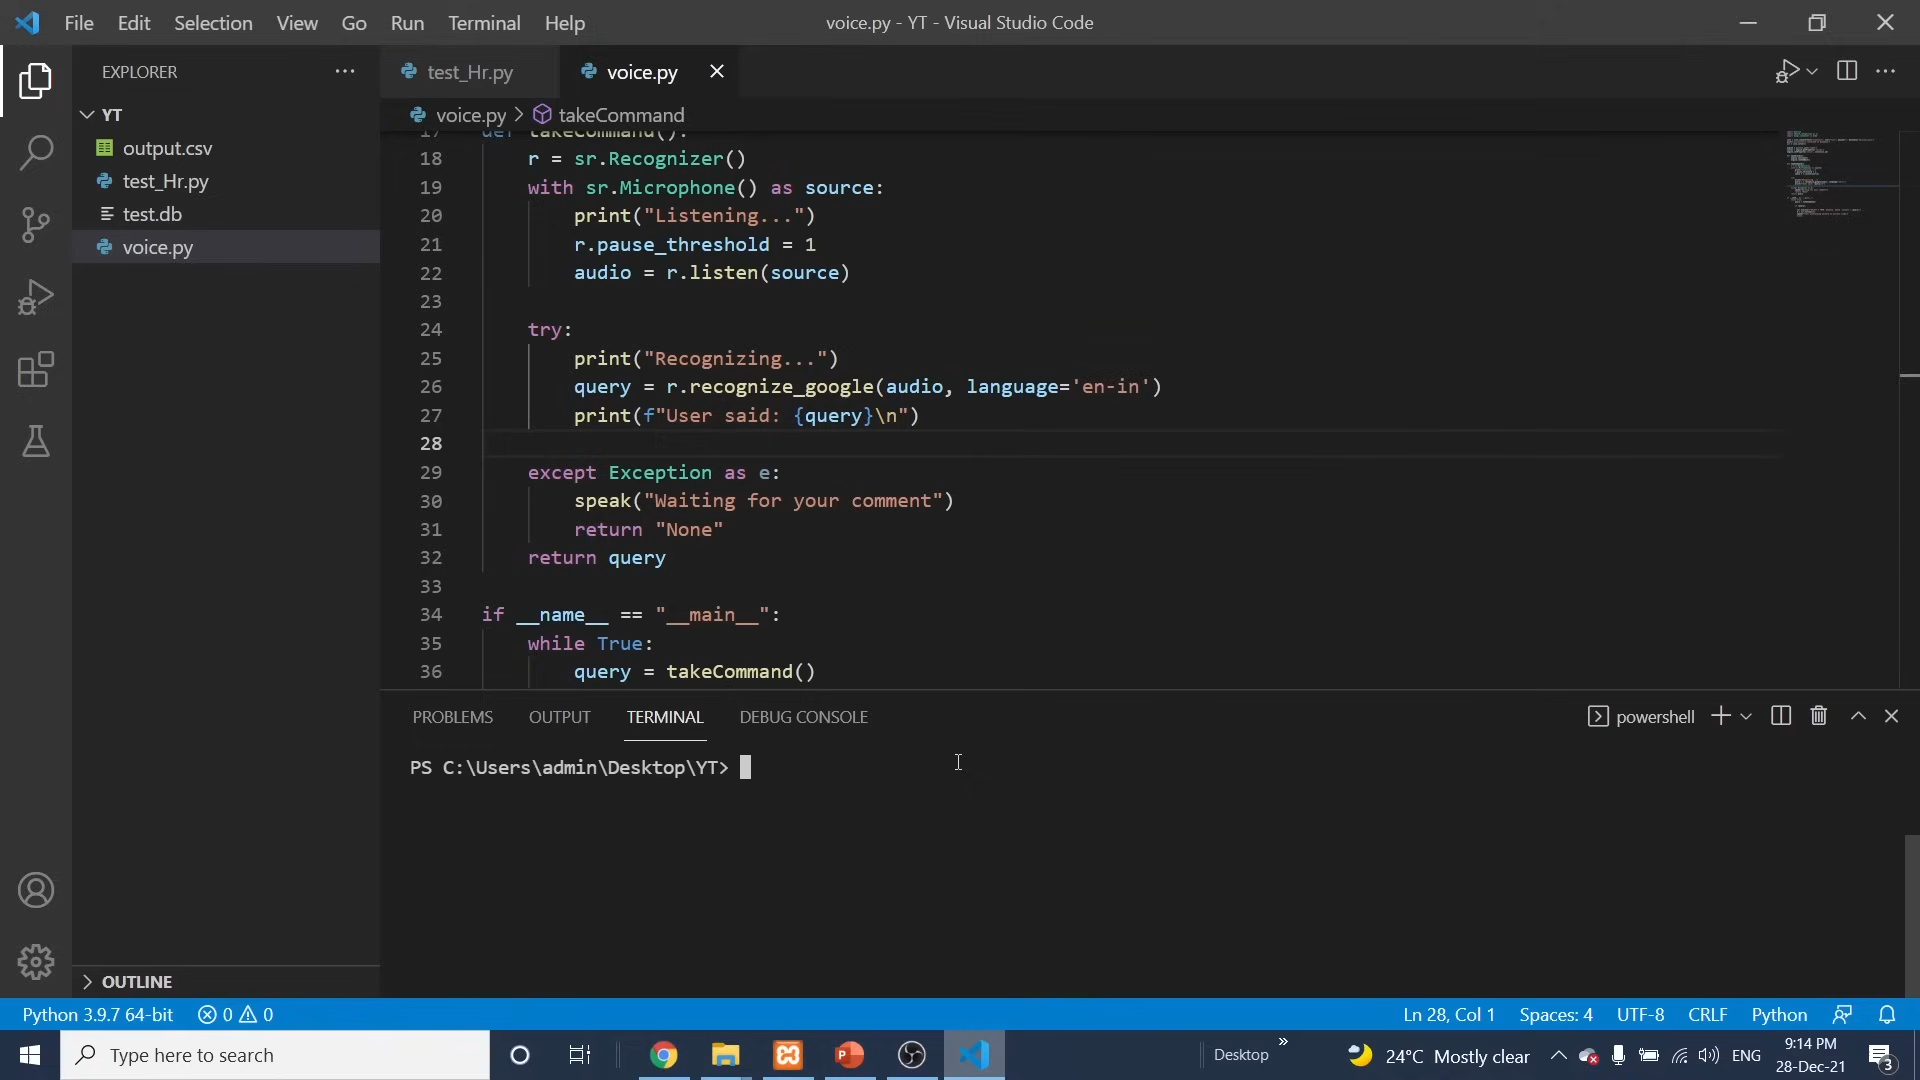 File Edit Selection View Go Run Terminal Help
voice.py - YT - Visual Studio Code
EXPLORER
test_Hr.py
voice.py
YT
output.csv
test_Hr.py
test.db
voice.py
OUTLINE
voice.py > takeCommand
17 def takeCommand():
18 r = sr.Recognizer()
19 with sr.Microphone() as source:
20 print("Listening...")
21 r.pause_threshold = 1
22 audio = r.listen(source)
23
24 try:
25 print("Recognizing...")
26 query = r.recognize_google(audio, language='en-in')
27 print(f"User said: {query}\n")
28
29 except Exception as e:
30 speak("Waiting for your comment")
31 return "None"
32 return query
33
34 if __name__ == "__main__":
35 while True:
36 query = takeCommand()
PROBLEMS OUTPUT TERMINAL DEBUG CONSOLE
powershell
PS C:\Users\admin\Desktop\YT>
Python 3.9.7 64-bit 0 0
Ln 28, Col 1 Spaces: 4 UTF-8 CRLF Python
Type here to search
Desktop
24°C Mostly clear
ENG
9:14 PM
28-Dec-21
3